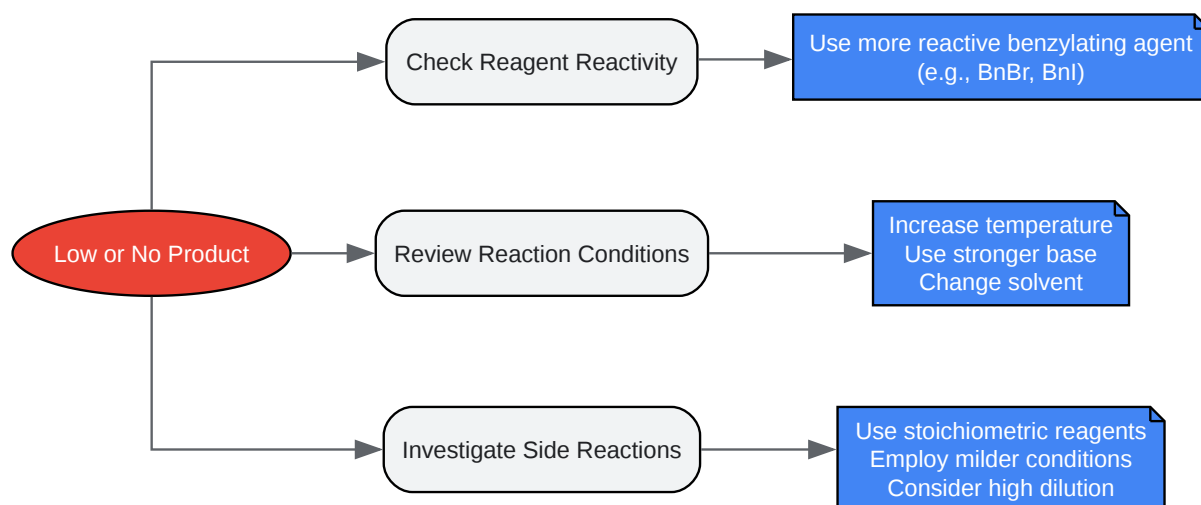 Check Reagent Reactivity
Use more reactive benzylating agent
(e.g., BnBr, BnI)
Low or No Product
Review Reaction Conditions
Increase temperature
Use stronger base
Change solvent
Investigate Side Reactions
Use stoichiometric reagents
Employ milder conditions
Consider high dilution